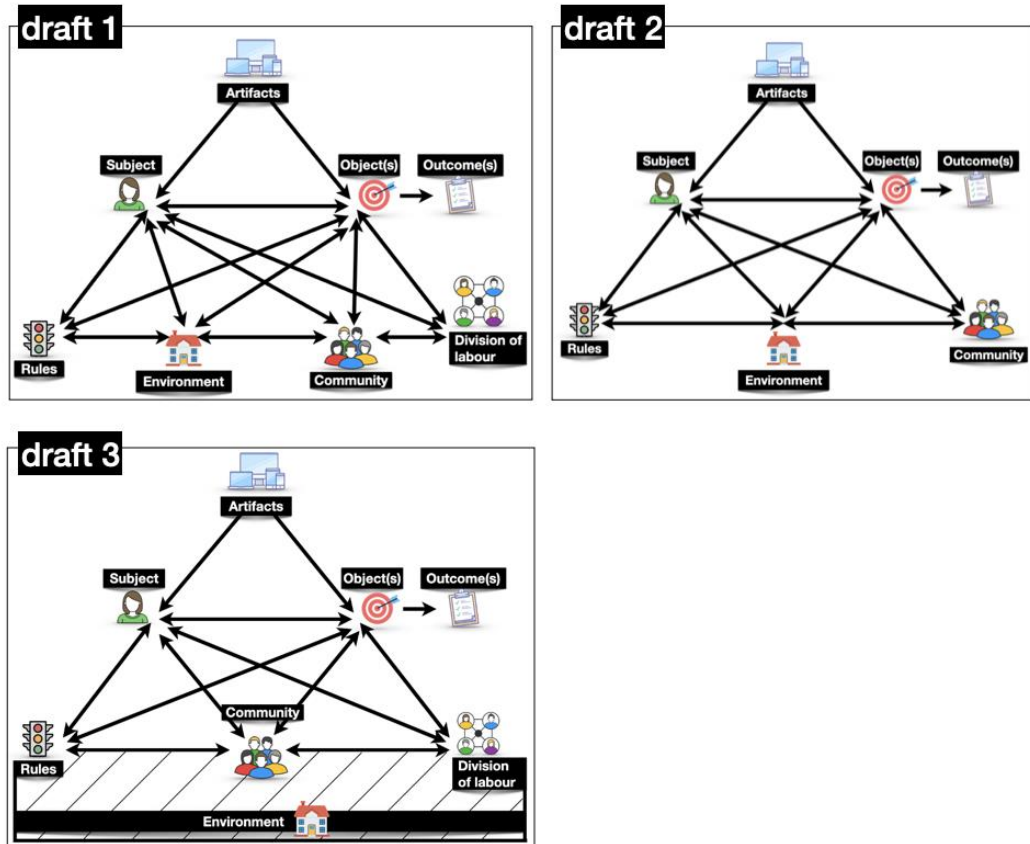 draft 1
Artifacts
Subject
Object(s)
Outcome(s)
Rules
Environment
Community
Division of
labour
draft 2
Artifacts
Subject
Object(s)
Outcome(s)
Rules
Environment
Community
draft 3
Artifacts
Subject
Object(s)
Outcome(s)
Community
Rules
Division
of labour
Environment